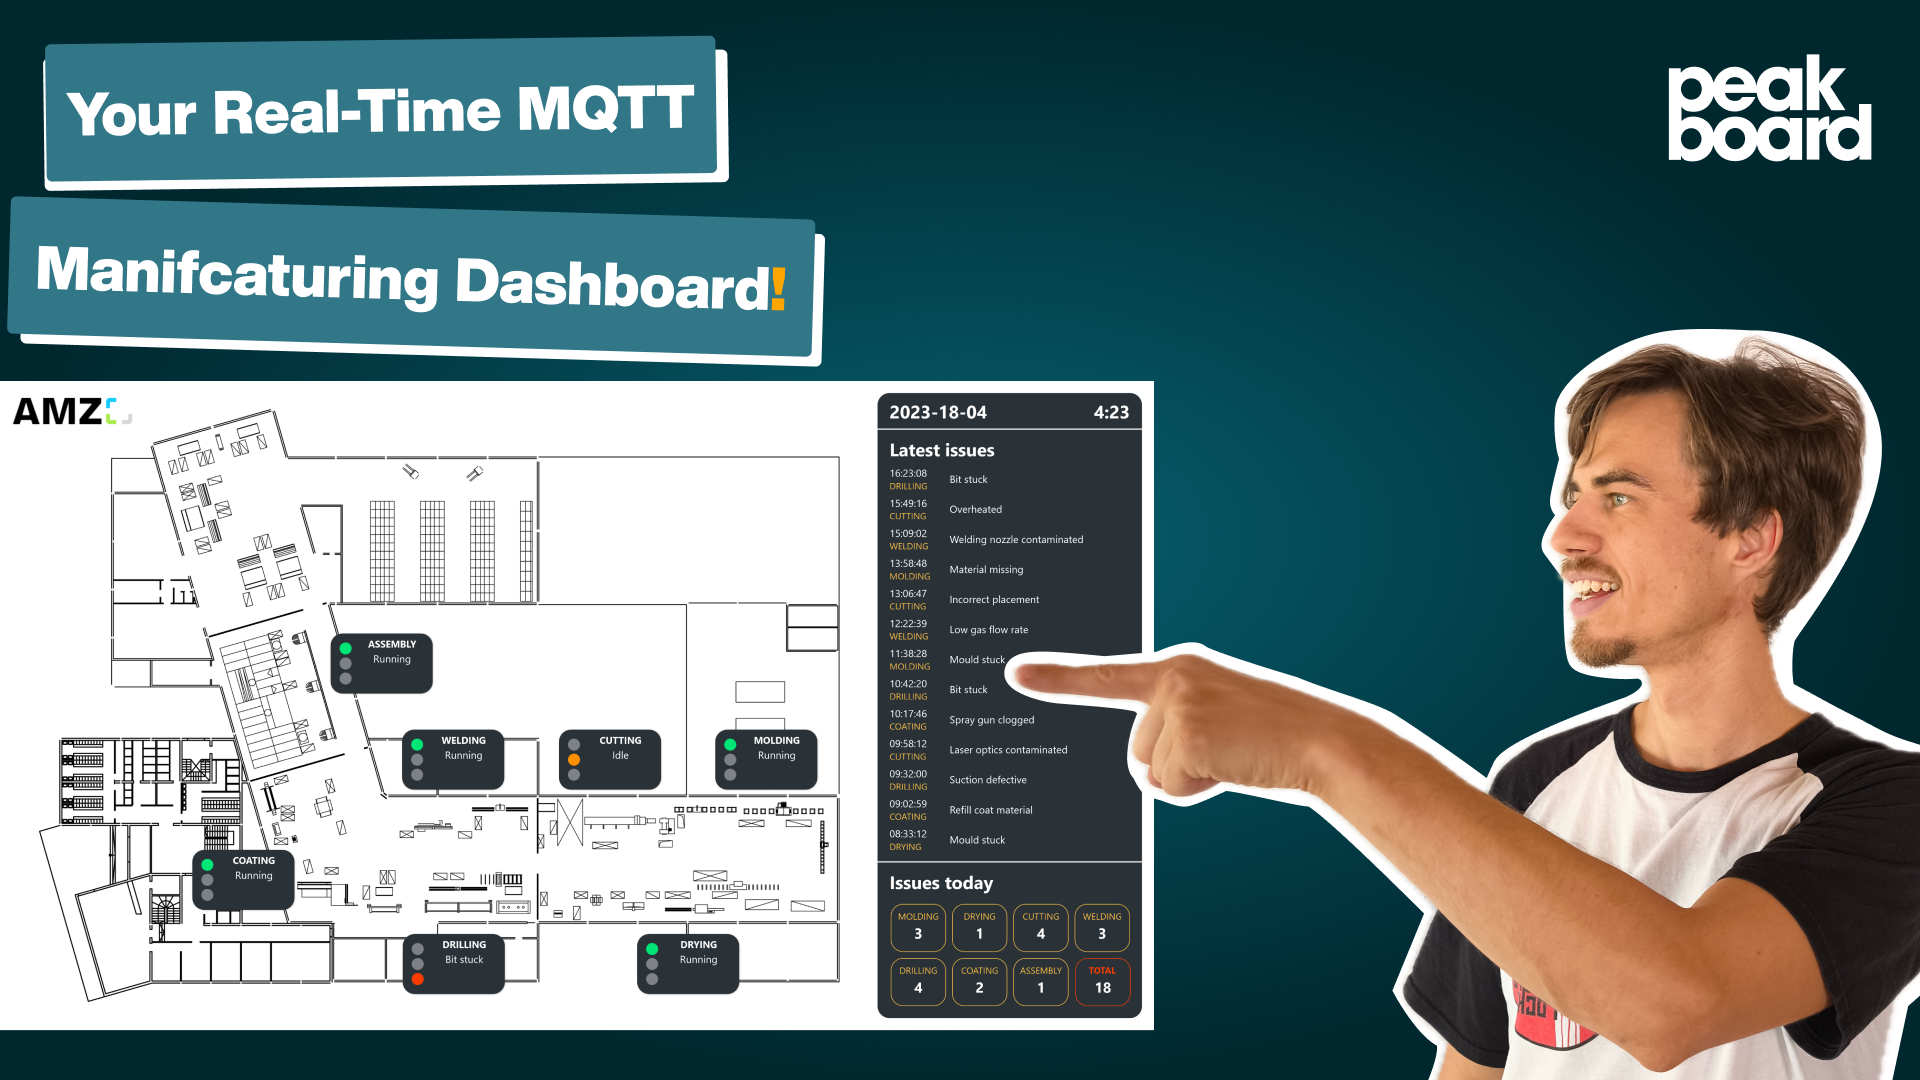 Your Real-Time MQTT
Manifcaturing Dashboard!
peak
board
AMZ
ASSEMBLY
Running
WELDING
Running
CUTTING
Idle
MOLDING
Running
COATING
Running
DRILLING
Bit stuck
DRYING
Running
2023-18-04 4:23
Latest issues
16:23:08
DRILLING
Bit stuck
15:49:16
CUTTING
Overheated
15:09:02
WELDING
Welding nozzle contaminated
13:58:48
MOLDING
Material missing
13:06:47
CUTTING
Incorrect placement
12:22:39
WELDING
Low gas flow rate
11:38:28
MOLDING
Mould stuck
10:42:20
DRILLING
Bit stuck
10:17:46
COATING
Spray gun clogged
09:58:12
CUTTING
Laser optics contaminated
09:32:00
DRILLING
Suction defective
09:02:59
COATING
Refill coat material
08:33:12
DRYING
Mould stuck
Issues today
MOLDING DRYING CUTTING WELDING
3 1 4 3
DRILLING COATING ASSEMBLY TOTAL
4 2 1 18